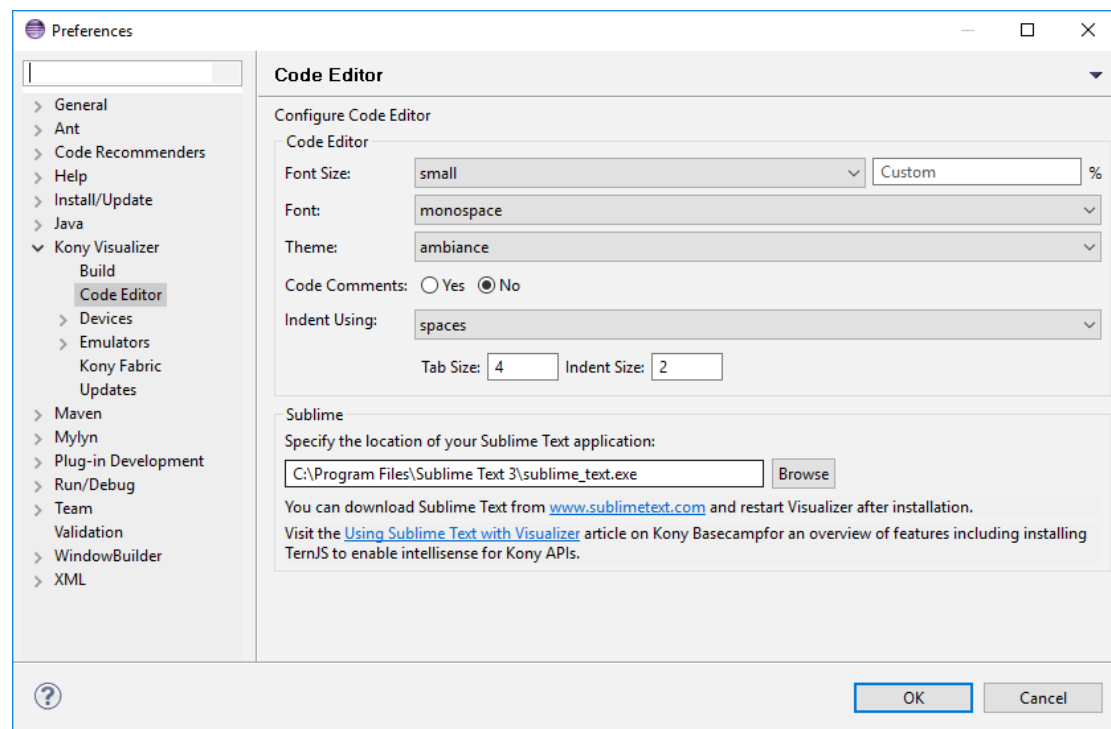 Preferences
General
Ant
Code Recommenders
Help
Install/Update
Java
Kony Visualizer
Build
Code Editor
Devices
Emulators
Kony Fabric
Updates
Maven
Mylyn
Plug-in Development
Run/Debug
Team
Validation
WindowBuilder
XML
Code Editor
Configure Code Editor
Code Editor
Font Size: small Custom %
Font: monospace
Theme: ambiance
Code Comments: Yes No
Indent Using: spaces
Tab Size: 4 Indent Size: 2
Sublime
Specify the location of your Sublime Text application:
C:\Program Files\Sublime Text 3\sublime_text.exe Browse
You can download Sublime Text from www.sublimetext.com and restart Visualizer after installation.
Visit the Using Sublime Text with Visualizer article on Kony Basecampfor an overview of features including installing
TernJS to enable intellisense for Kony APIs.
? OK Cancel